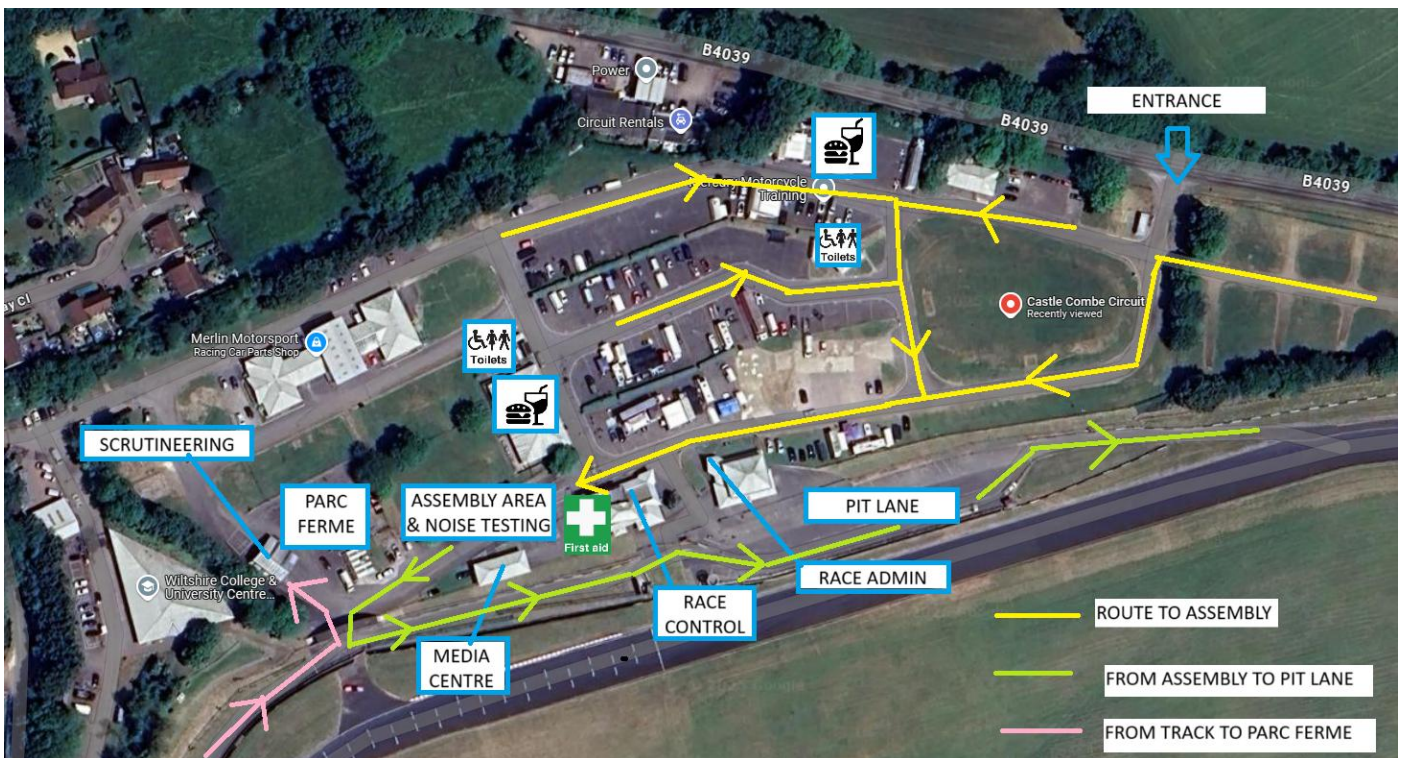 B4039
Power
ENTRANCE
Circuit Rentals
B4039
B4039
Motorcycle
Training
Toilets
Castle Combe Circuit
Recently viewed
Merlin Motorsport
Racing Car Parts Shop
Toilets
SCRUTINEERING
PARC
FERME
ASSEMBLY AREA
& NOISE TESTING
PIT LANE
First aid
Wiltshire College &
University Centre...
RACE ADMIN
RACE
CONTROL
MEDIA
CENTRE
ROUTE TO ASSEMBLY
FROM ASSEMBLY TO PIT LANE
FROM TRACK TO PARC FERME